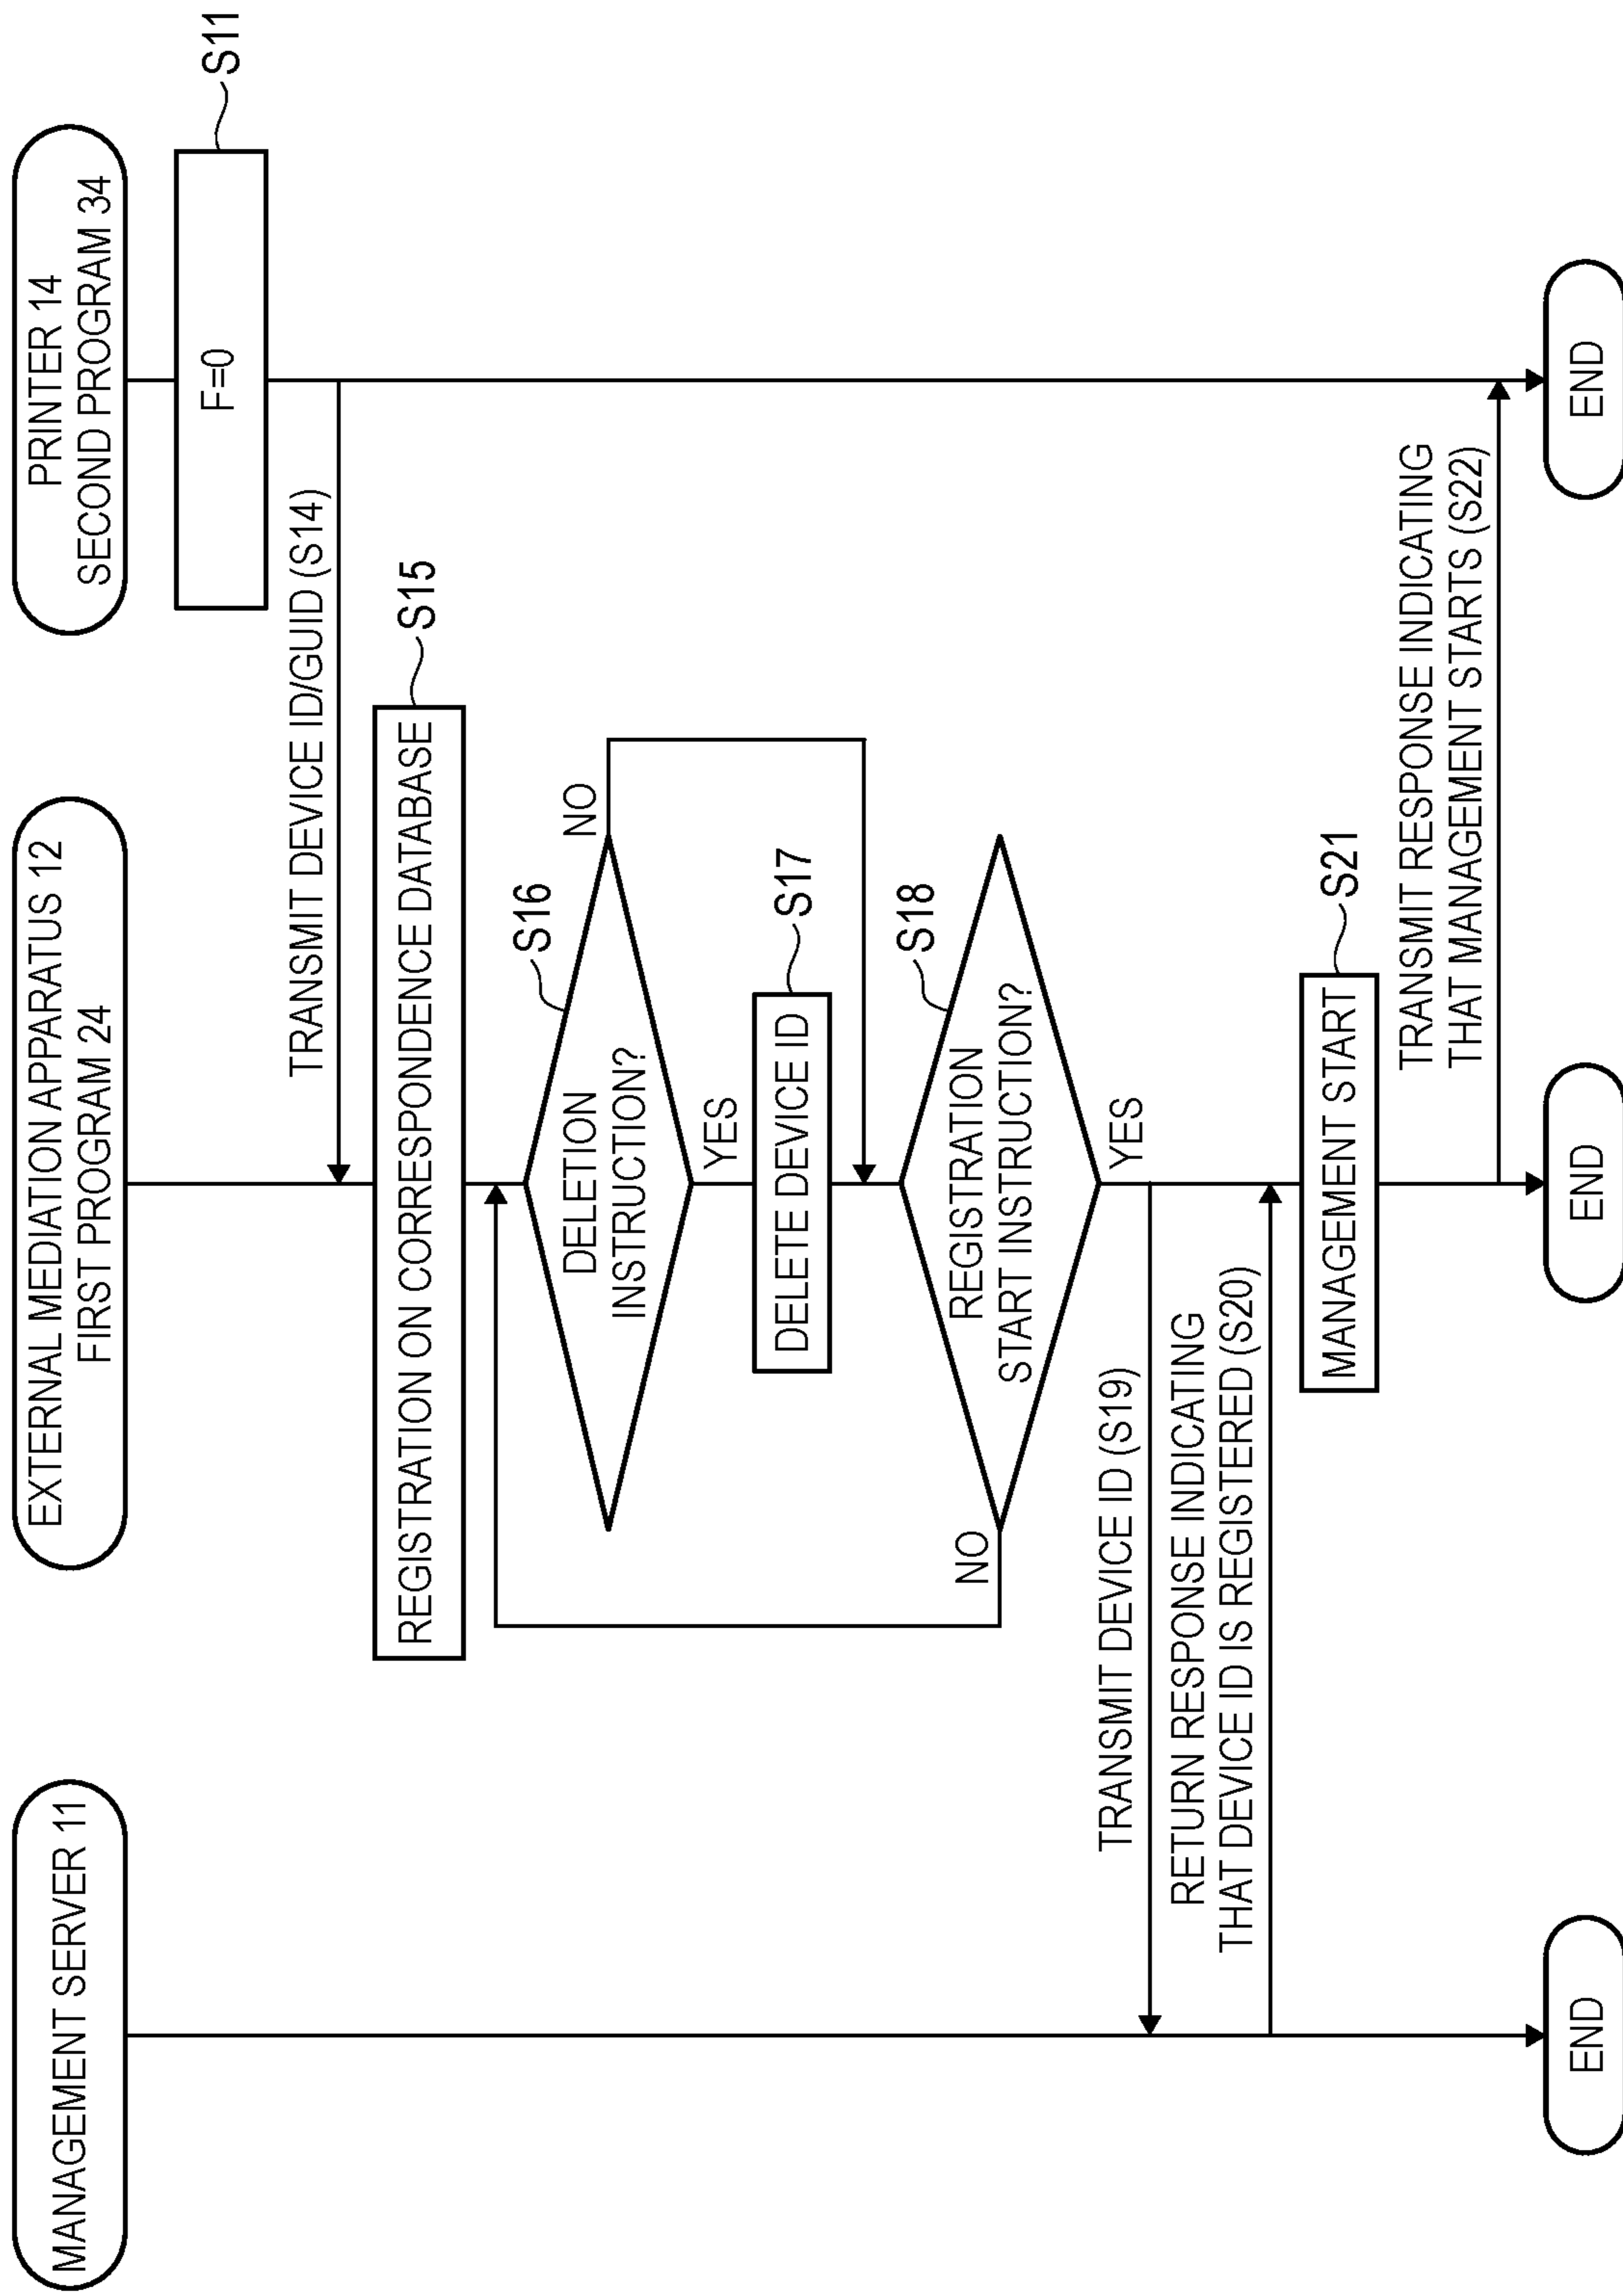 MANAGEMENT SERVER 11
EXTERNAL MEDIATION APPARATUS 12
FIRST PROGRAM 24
PRINTER 14
SECOND PROGRAM 34
F=0
S11
TRANSMIT DEVICE ID/GUID (S14)
REGISTRATION ON CORRESPONDENCE DATABASE
S15
DELETION
INSTRUCTION?
S16
NO
YES
DELETE DEVICE ID
S17
REGISTRATION
START INSTRUCTION?
S18
NO
YES
TRANSMIT DEVICE ID (S19)
RETURN RESPONSE INDICATING
THAT DEVICE ID IS REGISTERED (S20)
MANAGEMENT START
S21
TRANSMIT RESPONSE INDICATING
THAT MANAGEMENT STARTS (S22)
END
END
END